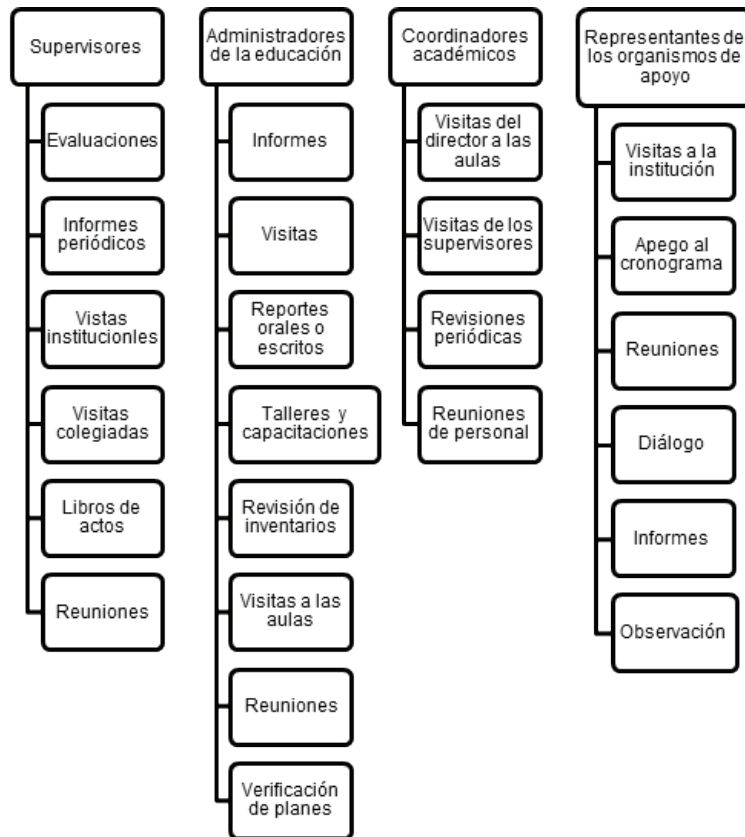 Supervisores
Evaluaciones
Informes
periódicos
Vistas
institucionles
Visitas
colegiadas
Libros de
actos
Reuniones
Administradores
de la educación
Informes
Visitas
Reportes
orales o
escritos
Talleres y
capacitaciones
Revisión de
inventarios
Visitas a las
aulas
Reuniones
Verificación
de planes
Coordinadores
académicos
Visitas del
director a las
aulas
Visitas de los
supervisores
Revisiones
periódicas
Reuniones
de personal
Representantes de
los organismos de
apoyo
Visitas a la
institución
Apego al
cronograma
Reuniones
Diálogo
Informes
Observación